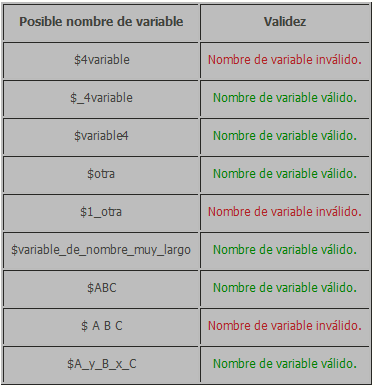 Posible nombre de variable Validez
$4variable Nombre de variable inválido.
$_4variable Nombre de variable válido.
$variable4 Nombre de variable válido.
$otra Nombre de variable válido.
$1_otra Nombre de variable inválido.
$variable_de_nombre_muy_largo Nombre de variable válido.
$ABC Nombre de variable válido.
$ A B C Nombre de variable inválido.
$A_y_B_x_C Nombre de variable válido.